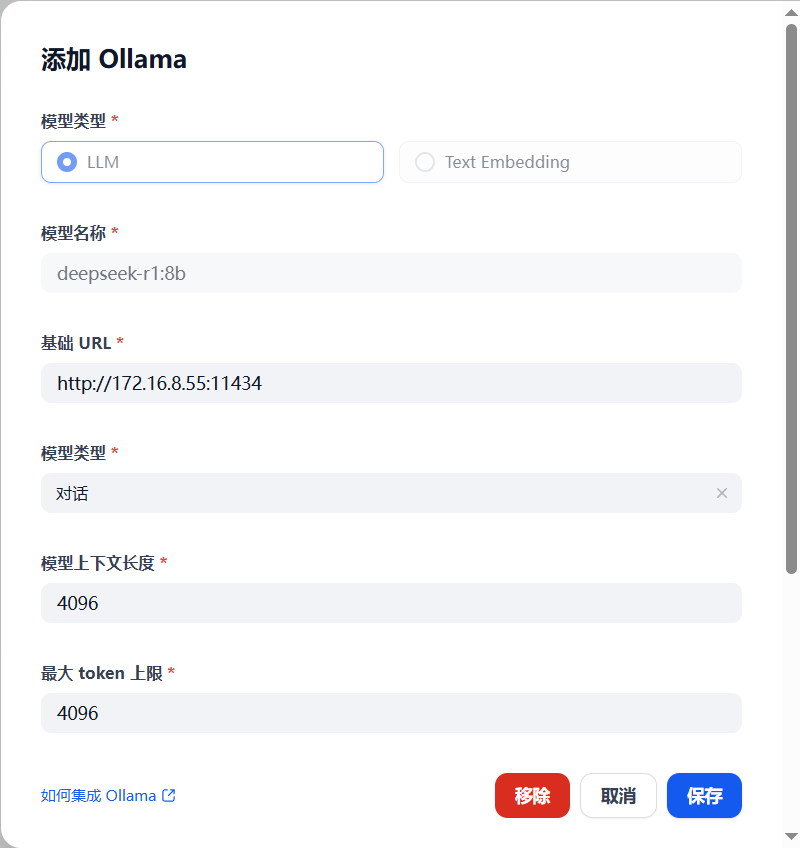 添加 Ollama
模型类型 *
LLM
Text Embedding
模型名称 *
deepseek-r1:8b
基础 URL *
http://172.16.8.55:11434
模型类型 *
对话
模型上下文长度 *
4096
最大 token 上限 *
4096
如何集成 Ollama
移除
取消
保存